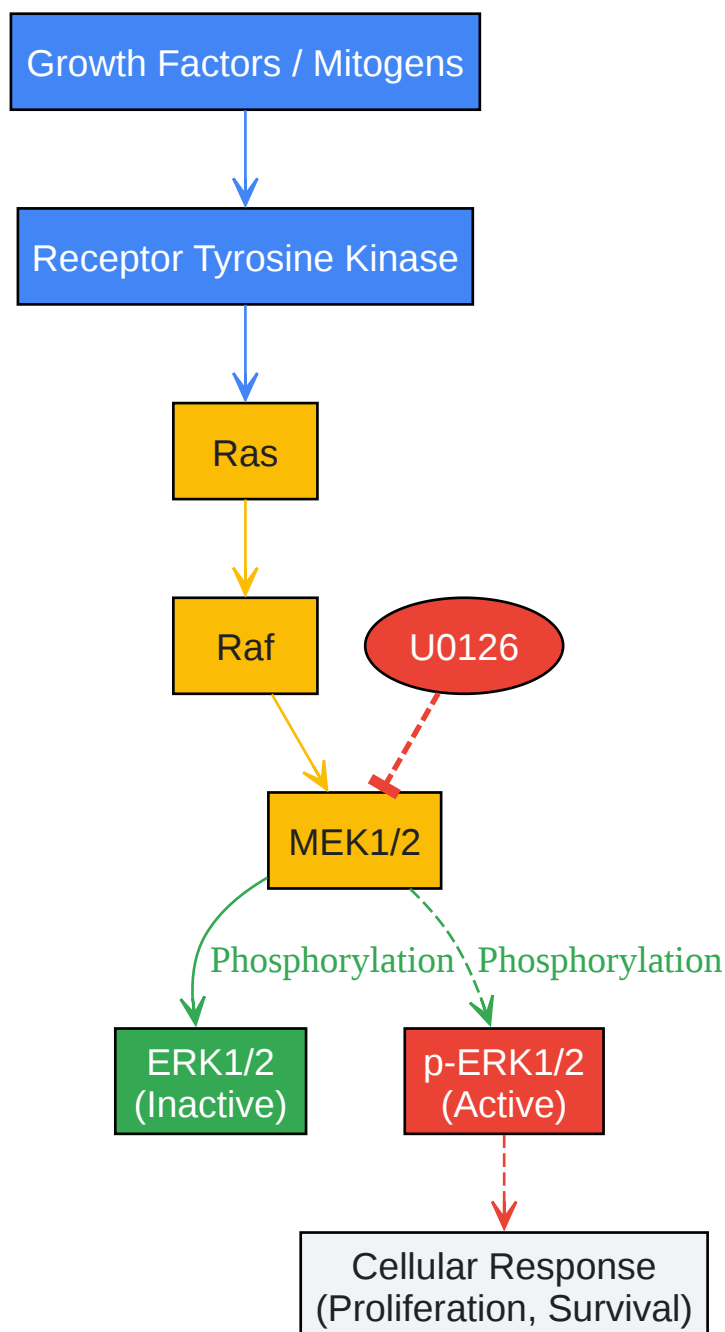 Growth Factors / Mitogens
Receptor Tyrosine Kinase
Ras
Raf
U0126
MEK1/2
Phosphorylation
Phosphorylation
ERK1/2
(Inactive)
p-ERK1/2
(Active)
Cellular Response
(Proliferation, Survival)